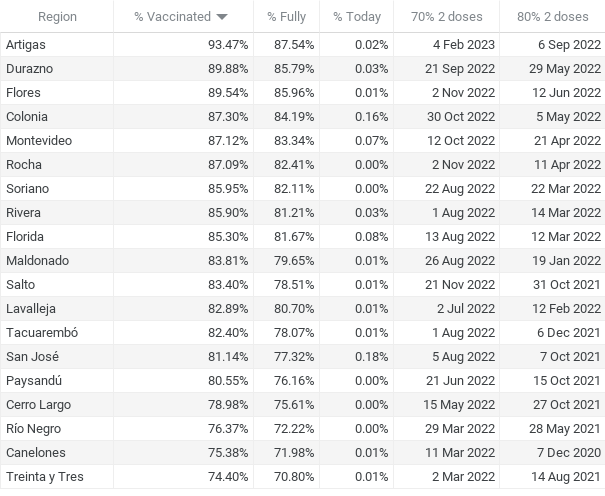 Region % Vaccinated % Fully % Today 70% 2 doses 80% 2 doses
Artigas 93.47% 87.54% 0.02% 4 Feb 2023 6 Sep 2022
Durazno 89.88% 85.79% 0.03% 21 Sep 2022 29 May 2022
Flores 89.54% 85.96% 0.01% 2 Nov 2022 12 Jun 2022
Colonia 87.30% 84.19% 0.16% 30 Oct 2022 5 May 2022
Montevideo 87.12% 83.34% 0.07% 12 Oct 2022 21 Apr 2022
Rocha 87.09% 82.41% 0.00% 2 Nov 2022 11 Apr 2022
Soriano 85.95% 82.11% 0.00% 22 Aug 2022 22 Mar 2022
Rivera 85.90% 81.21% 0.03% 1 Aug 2022 14 Mar 2022
Florida 85.30% 81.67% 0.08% 13 Aug 2022 12 Mar 2022
Maldonado 83.81% 79.65% 0.01% 26 Aug 2022 19 Jan 2022
Salto 83.40% 78.51% 0.01% 21 Nov 2022 31 Oct 2021
Lavalleja 82.89% 80.70% 0.01% 2 Jul 2022 12 Feb 2022
Tacuarembó 82.40% 78.07% 0.01% 1 Aug 2022 6 Dec 2021
San José 81.14% 77.32% 0.18% 5 Aug 2022 7 Oct 2021
Paysandú 80.55% 76.16% 0.00% 21 Jun 2022 15 Oct 2021
Cerro Largo 78.98% 75.61% 0.00% 15 May 2022 27 Oct 2021
Río Negro 76.37% 72.22% 0.00% 29 Mar 2022 28 May 2021
Canelones 75.38% 71.98% 0.01% 11 Mar 2022 7 Dec 2020
Treinta y Tres 74.40% 70.80% 0.01% 2 Mar 2022 14 Aug 2021